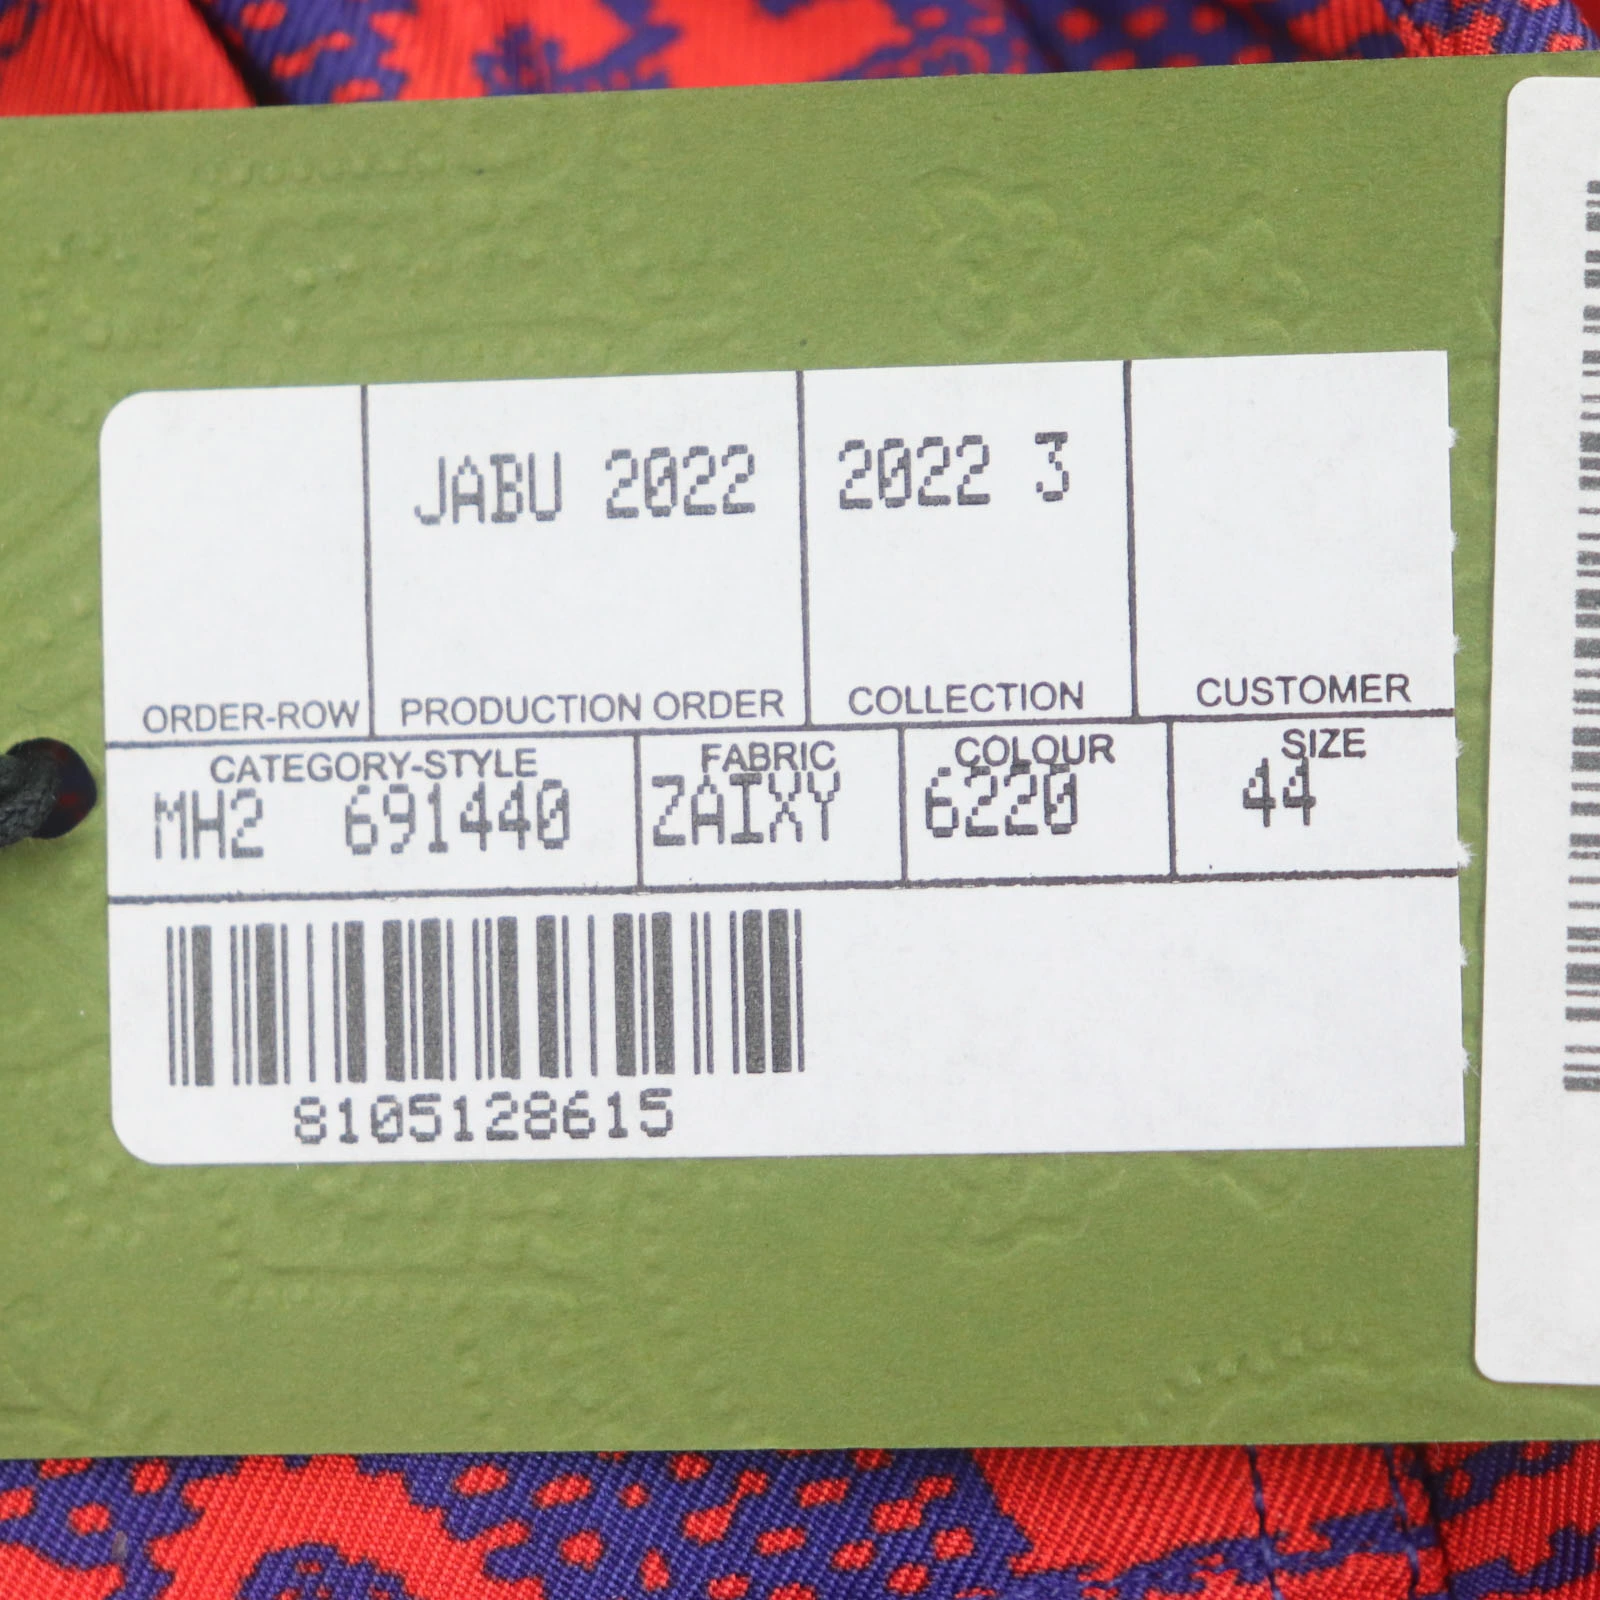 JABU 2022 2022 3
ORDER-ROW PRODUCTION ORDER COLLECTION CUSTOMER
CATEGORY-STYLE FABRIC COLOUR SIZE
MH2 691440 ZAIXY 6220 44
8105128615